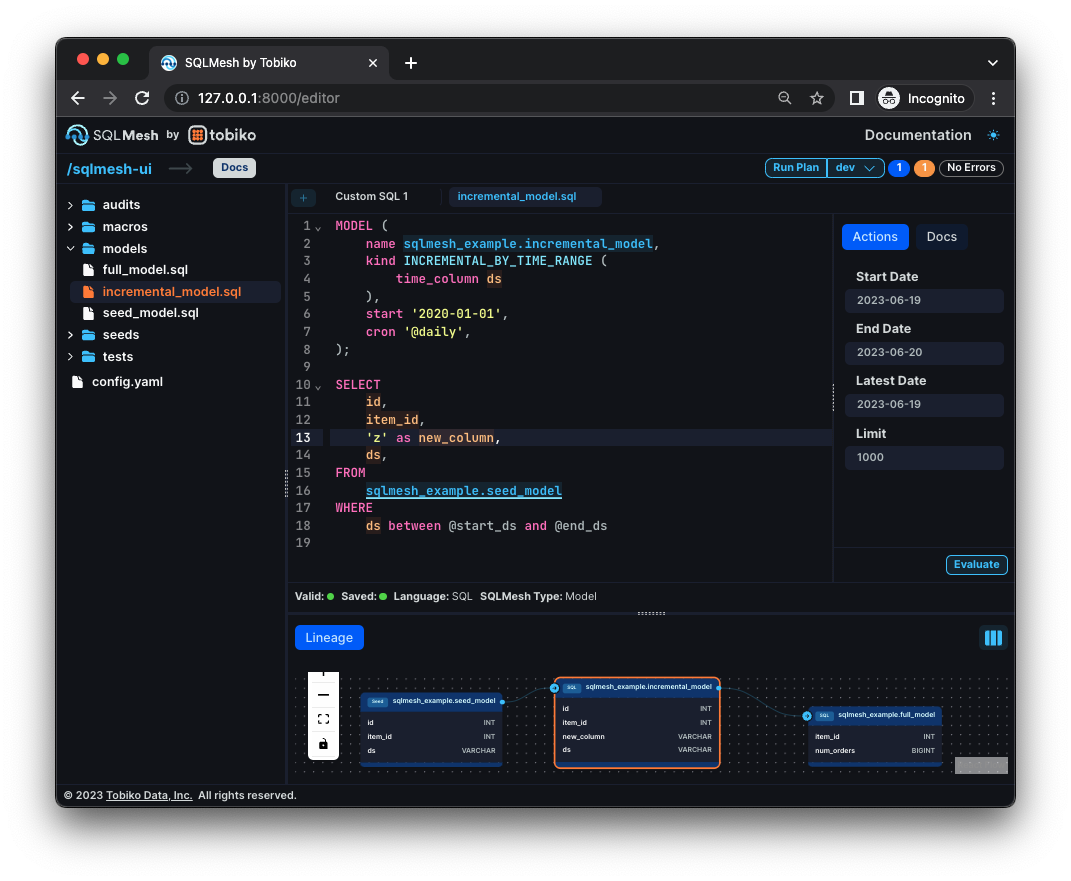 SQLMesh by Tobiko
127.0.0.1:8000/editor
Incognito
SQLMesh by tobiko
Documentation
/sqlmesh-ui
Docs
Run Plan
dev
1
1
No Errors
audits
macros
models
full_model.sql
incremental_model.sql
seed_model.sql
seeds
tests
config.yaml
+ Custom SQL 1 incremental_model.sql
1 MODEL (
2 name sqlmesh_example.incremental_model,
3 kind INCREMENTAL_BY_TIME_RANGE (
4 time_column ds
5 ),
6 start '2020-01-01',
7 cron '@daily',
8 );
9
10 SELECT
11 id,
12 item_id,
13 'z' as new_column,
14 ds,
15 FROM
16 sqlmesh_example.seed_model
17 WHERE
18 ds between @start_ds and @end_ds
19
Actions
Docs
Start Date
2023-06-19
End Date
2023-06-20
Latest Date
2023-06-19
Limit
1000
Evaluate
Valid: Saved: Language: SQL SQLMesh Type: Model
Lineage
Seed sqlmesh_example.seed_model
id INT
item_id INT
ds VARCHAR
SQL sqlmesh_example.incremental_model
id INT
item_id INT
new_column VARCHAR
ds VARCHAR
SQL sqlmesh_example.full_model
item_id INT
num_orders BIGINT
© 2023 Tobiko Data, Inc. All rights reserved.